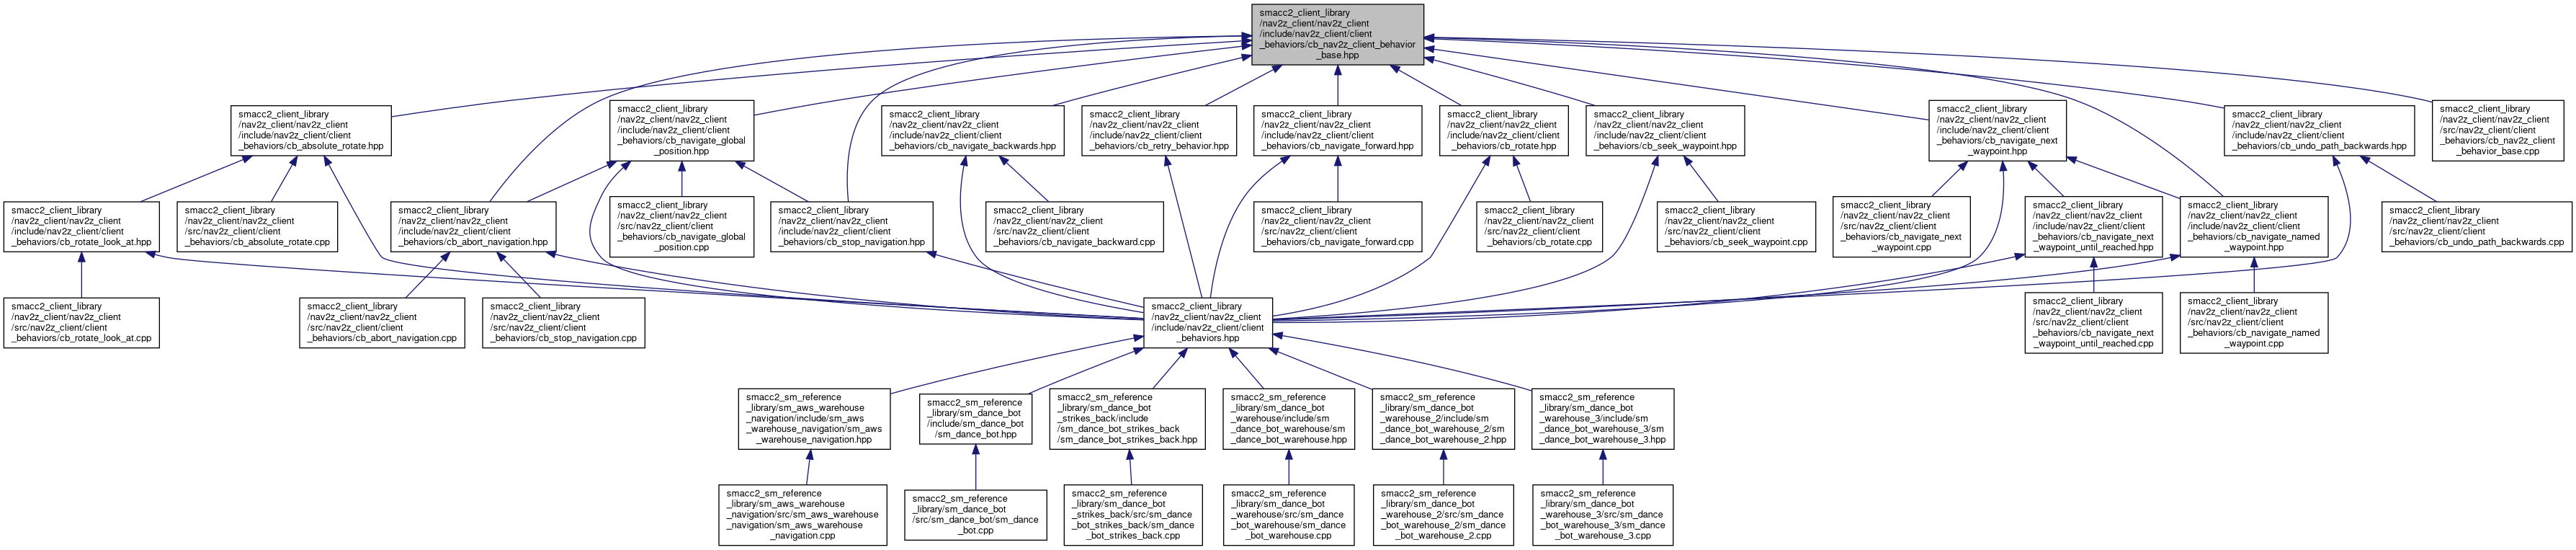 smacc2_client_library
/nav2z_client/nav2z_client
/include/nav2z_client/client
_behaviors/cb_nav2z_client_behavior
_base.hpp
smacc2_client_library
/nav2z_client/nav2z_client
/include/nav2z_client/client
_behaviors/cb_absolute_rotate.hpp
smacc2_client_library
/nav2z_client/nav2z_client
/include/nav2z_client/client
_behaviors/cb_navigate_global
_position.hpp
smacc2_client_library
/nav2z_client/nav2z_client
/include/nav2z_client/client
_behaviors/cb_navigate_backwards.hpp
smacc2_client_library
/nav2z_client/nav2z_client
/include/nav2z_client/client
_behaviors/cb_retry_behavior.hpp
smacc2_client_library
/nav2z_client/nav2z_client
/include/nav2z_client/client
_behaviors/cb_navigate_forward.hpp
smacc2_client_library
/nav2z_client/nav2z_client
/include/nav2z_client/client
_behaviors/cb_rotate.hpp
smacc2_client_library
/nav2z_client/nav2z_client
/include/nav2z_client/client
_behaviors/cb_seek_waypoint.hpp
smacc2_client_library
/nav2z_client/nav2z_client
/include/nav2z_client/client
_behaviors/cb_navigate_next
_waypoint.hpp
smacc2_client_library
/nav2z_client/nav2z_client
/include/nav2z_client/client
_behaviors/cb_undo_path_backwards.hpp
smacc2_client_library
/nav2z_client/nav2z_client
/src/nav2z_client/client
_behaviors/cb_nav2z_client
_behavior_base.cpp
smacc2_client_library
/nav2z_client/nav2z_client
/include/nav2z_client/client
_behaviors/cb_rotate_look_at.hpp
smacc2_client_library
/nav2z_client/nav2z_client
/src/nav2z_client/client
_behaviors/cb_absolute_rotate.cpp
smacc2_client_library
/nav2z_client/nav2z_client
/include/nav2z_client/client
_behaviors/cb_abort_navigation.hpp
smacc2_client_library
/nav2z_client/nav2z_client
/src/nav2z_client/client
_behaviors/cb_navigate_global
_position.cpp
smacc2_client_library
/nav2z_client/nav2z_client
/include/nav2z_client/client
_behaviors/cb_stop_navigation.hpp
smacc2_client_library
/nav2z_client/nav2z_client
/src/nav2z_client/client
_behaviors/cb_navigate_backward.cpp
smacc2_client_library
/nav2z_client/nav2z_client
/src/nav2z_client/client
_behaviors/cb_navigate_forward.cpp
smacc2_client_library
/nav2z_client/nav2z_client
/src/nav2z_client/client
_behaviors/cb_rotate.cpp
smacc2_client_library
/nav2z_client/nav2z_client
/src/nav2z_client/client
_behaviors/cb_seek_waypoint.cpp
smacc2_client_library
/nav2z_client/nav2z_client
/src/nav2z_client/client
_behaviors/cb_navigate_next
_waypoint.cpp
smacc2_client_library
/nav2z_client/nav2z_client
/include/nav2z_client/client
_behaviors/cb_navigate_next
_waypoint_until_reached.hpp
smacc2_client_library
/nav2z_client/nav2z_client
/include/nav2z_client/client
_behaviors/cb_navigate_named
_waypoint.hpp
smacc2_client_library
/nav2z_client/nav2z_client
/src/nav2z_client/client
_behaviors/cb_undo_path_backwards.cpp
smacc2_client_library
/nav2z_client/nav2z_client
/src/nav2z_client/client
_behaviors/cb_rotate_look_at.cpp
smacc2_client_library
/nav2z_client/nav2z_client
/src/nav2z_client/client
_behaviors/cb_abort_navigation.cpp
smacc2_client_library
/nav2z_client/nav2z_client
/src/nav2z_client/client
_behaviors/cb_stop_navigation.cpp
smacc2_client_library
/nav2z_client/nav2z_client
/include/nav2z_client/client
_behaviors.hpp
smacc2_client_library
/nav2z_client/nav2z_client
/src/nav2z_client/client
_behaviors/cb_navigate_next
_waypoint_until_reached.cpp
smacc2_client_library
/nav2z_client/nav2z_client
/src/nav2z_client/client
_behaviors/cb_navigate_named
_waypoint.cpp
smacc2_sm_reference
_library/sm_aws_warehouse
_navigation/include/sm_aws
_warehouse_navigation/sm_aws
_warehouse_navigation.hpp
smacc2_sm_reference
_library/sm_dance_bot
/include/sm_dance_bot
/sm_dance_bot.hpp
smacc2_sm_reference
_library/sm_dance_bot
_strikes_back/include
/sm_dance_bot_strikes_back
/sm_dance_bot_strikes_back.hpp
smacc2_sm_reference
_library/sm_dance_bot
_warehouse/include/sm
_dance_bot_warehouse/sm
_dance_bot_warehouse.hpp
smacc2_sm_reference
_library/sm_dance_bot
_warehouse_2/include/sm
_dance_bot_warehouse_2/sm
_dance_bot_warehouse_2.hpp
smacc2_sm_reference
_library/sm_dance_bot
_warehouse_3/include/sm
_dance_bot_warehouse_3/sm
_dance_bot_warehouse_3.hpp
smacc2_sm_reference
_library/sm_aws_warehouse
_navigation/src/sm_aws_warehouse
_navigation/sm_aws_warehouse
_navigation.cpp
smacc2_sm_reference
_library/sm_dance_bot
/src/sm_dance_bot/sm_dance
_bot.cpp
smacc2_sm_reference
_library/sm_dance_bot
_strikes_back/src/sm_dance
_bot_strikes_back/sm_dance
_bot_strikes_back.cpp
smacc2_sm_reference
_library/sm_dance_bot
_warehouse/src/sm_dance
_bot_warehouse/sm_dance
_bot_warehouse.cpp
smacc2_sm_reference
_library/sm_dance_bot
_warehouse_2/src/sm_dance
_bot_warehouse_2/sm_dance
_bot_warehouse_2.cpp
smacc2_sm_reference
_library/sm_dance_bot
_warehouse_3/src/sm_dance
_bot_warehouse_3/sm_dance
_bot_warehouse_3.cpp